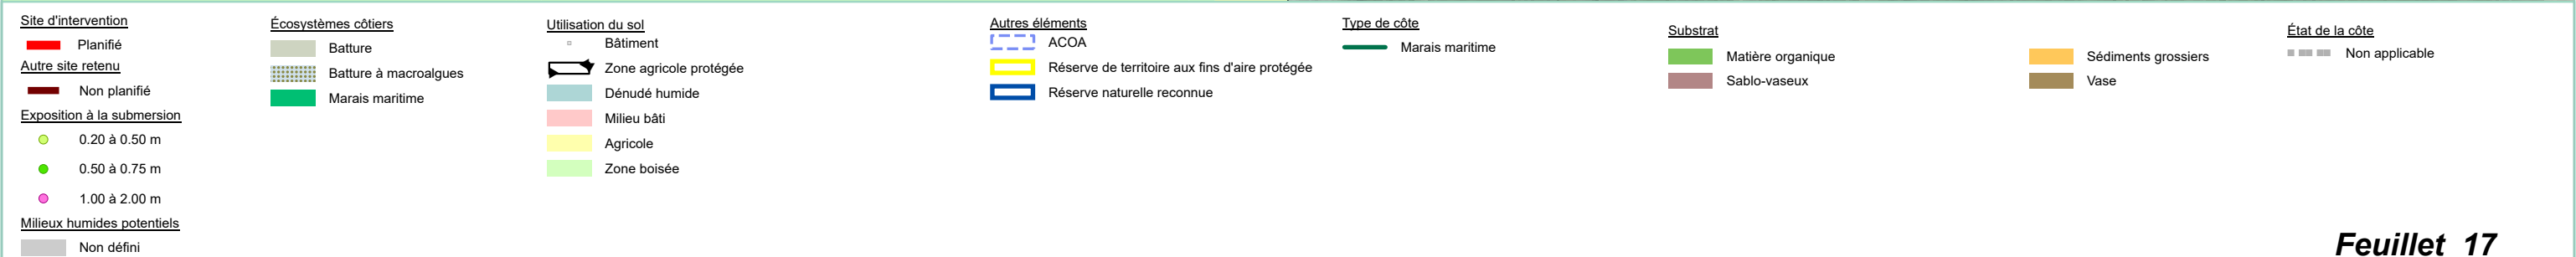 Site d'intervention
Planifié
Autre site retenu
Non planifié
Exposition à la submersion
0.20 à 0.50 m
0.50 à 0.75 m
1.00 à 2.00 m
Milieux humides potentiels
Non défini
Écosystèmes côtiers
Batture
Batture à macroalgues
Marais maritime
Utilisation du sol
Bâtiment
Zone agricole protégée
Dénudé humide
Milieu bâti
Agricole
Zone boisée
Autres éléments
ACOA
Réserve de territoire aux fins d'aire protégée
Réserve naturelle reconnue
Type de côte
Marais maritime
Substrat
Matière organique
Sablo-vaseux
Sédiments grossiers
Vase
État de la côte
Non applicable
Feuillet 17